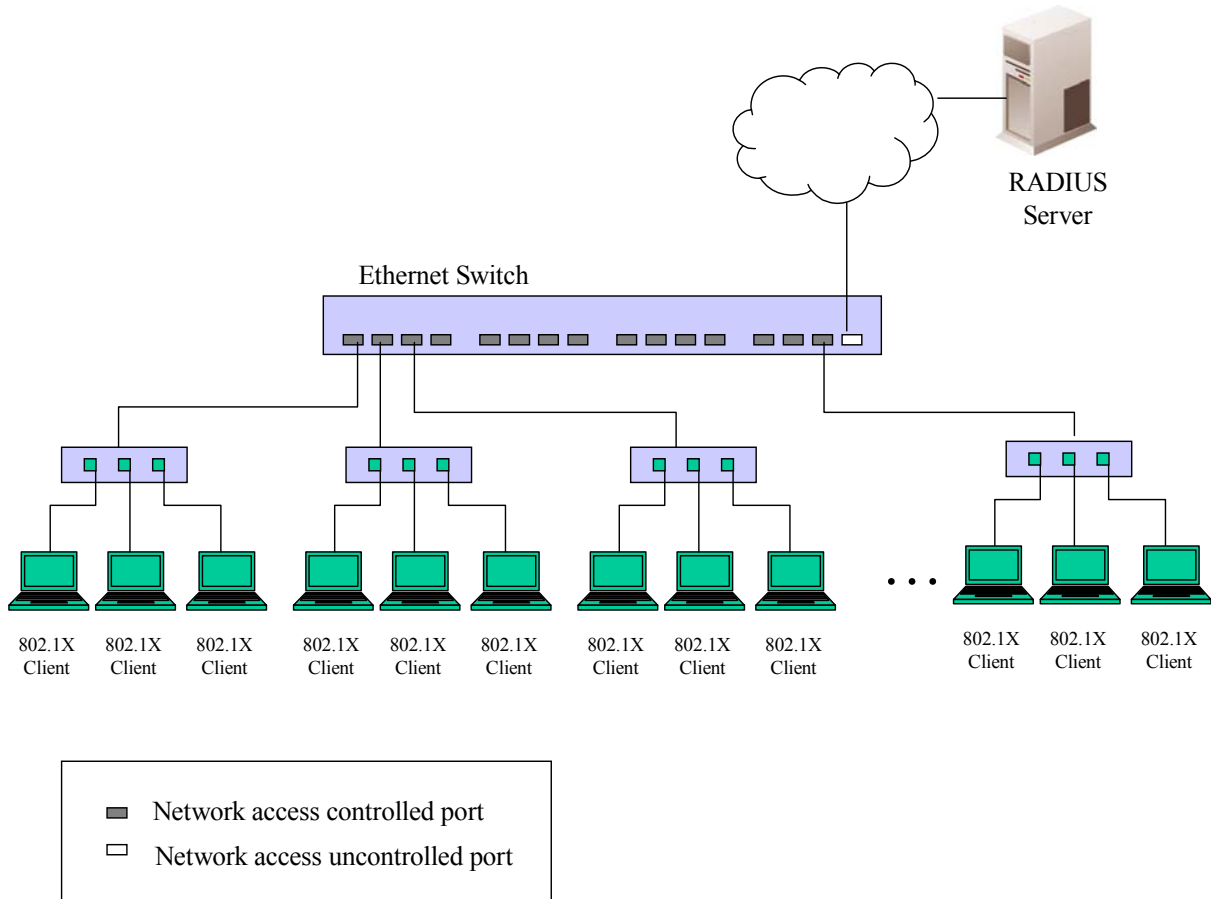 RADIUS
Server
Ethernet Switch
802.1X
Client
802.1X
Client
802.1X
Client
802.1X
Client
802.1X
Client
802.1X
Client
802.1X
Client
802.1X
Client
802.1X
Client
. . .
802.1X
Client
802.1X
Client
802.1X
Client
Network access controlled port
Network access uncontrolled port